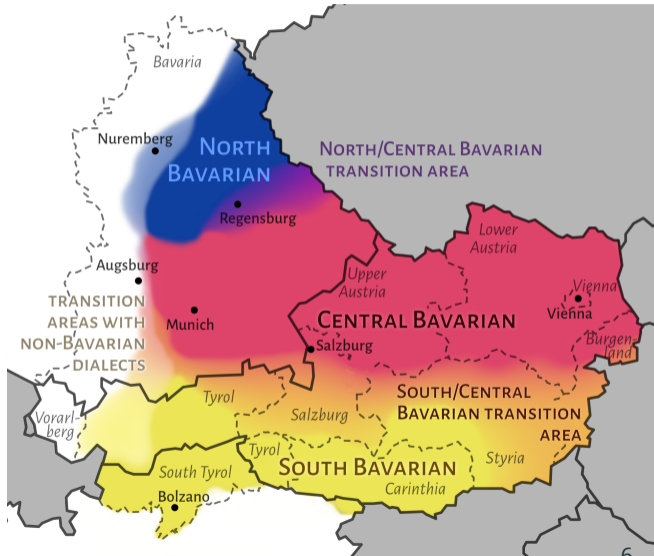 Bavaria
Nuremberg
NORTH
BAVARIAN
NORTH/CENTRAL BAVARIAN
TRANSITION AREA
Regensburg
Lower
Austria
Augsburg
Upper
Austria
Vienna
Vienna
TRANSITION
AREAS WITH
NON-BAVARIAN
DIALECTS
Munich
CENTRAL BAVARIAN
Salzburg
Burgen-
land
Tyrol
SOUTH/CENTRAL
BAVARIAN TRANSITION
AREA
Vorarl-
berg
Salzburg
Tyrol
South Tyrol
SOUTH BAVARIAN
Styria
Carinthia
Bolzano